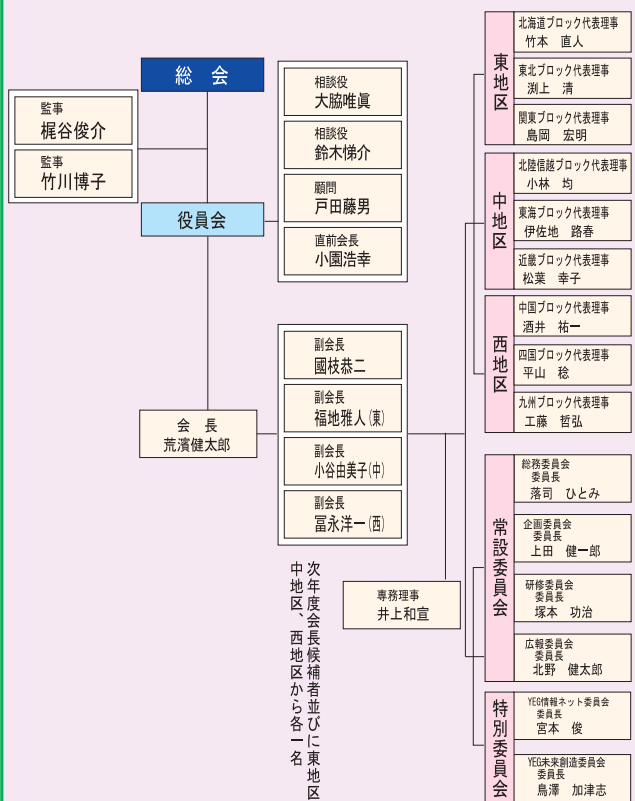 総　会
監事
梶谷俊介
監事
竹川博子
役員会
相談役
大脇唯眞
相談役
鈴木悌介
顧問
戸田藤男
直前会長
小園浩幸
会　長
荒濱健太郎
副会長
國枝恭二
副会長
福地雅人(東)
副会長
小谷由美子(中)
副会長
冨永洋一(西)
次年度会長候補者並びに東地区
中地区、西地区から各一名
専務理事
井上和宣
東地区
北海道ブロック代表理事
竹本　直人
東北ブロック代表理事
渕上　清
関東ブロック代表理事
島岡　宏明
中地区
北陸信越ブロック代表理事
小林　均
東海ブロック代表理事
伊佐地　路春
近畿ブロック代表理事
松葉　幸子
西地区
中国ブロック代表理事
酒井　祐一
四国ブロック代表理事
平山　稔
九州ブロック代表理事
工藤　哲弘
常設委員会
総務委員会
委員長
落司　ひとみ
企画委員会
委員長
上田　健一郎
研修委員会
委員長
塚本　功治
広報委員会
委員長
北野　健太郎
特別委員会
YEG情報ネット委員会
委員長
宮本　俊
YEG未来創造委員会
委員長
鳥澤　加津志